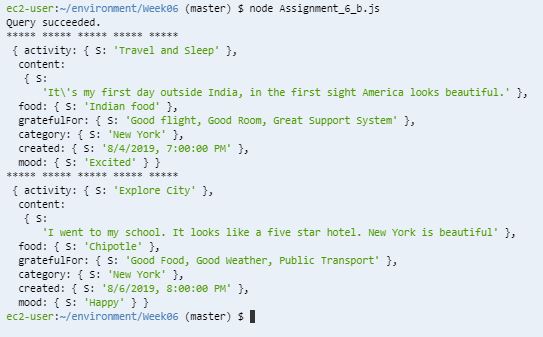 ec2-user:~/environment/Week06 (master) $ node Assignment_6_b.js
Query succeeded.
***** ***** ***** ***** *****
{ activity: { S: 'Travel and Sleep' },
content:
{ S:
'It\'s my first day outside India, in the first sight America looks beautiful.' },
food: { S: 'Indian food' },
gratefulFor: { S: 'Good flight, Good Room, Great Support System' },
category: { S: 'New York' },
created: { S: '8/4/2019, 7:00:00 PM' },
mood: { S: 'Excited' } }
***** ***** ***** ***** *****
{ activity: { S: 'Explore City' },
content:
{ S:
'I went to my school. It looks like a five star hotel. New York is beautiful' },
food: { S: 'Chipotle' },
gratefulFor: { S: 'Good Food, Good Weather, Public Transport' },
category: { S: 'New York' },
created: { S: '8/6/2019, 8:00:00 PM' },
mood: { S: 'Happy' } }
ec2-user:~/environment/Week06 (master) $